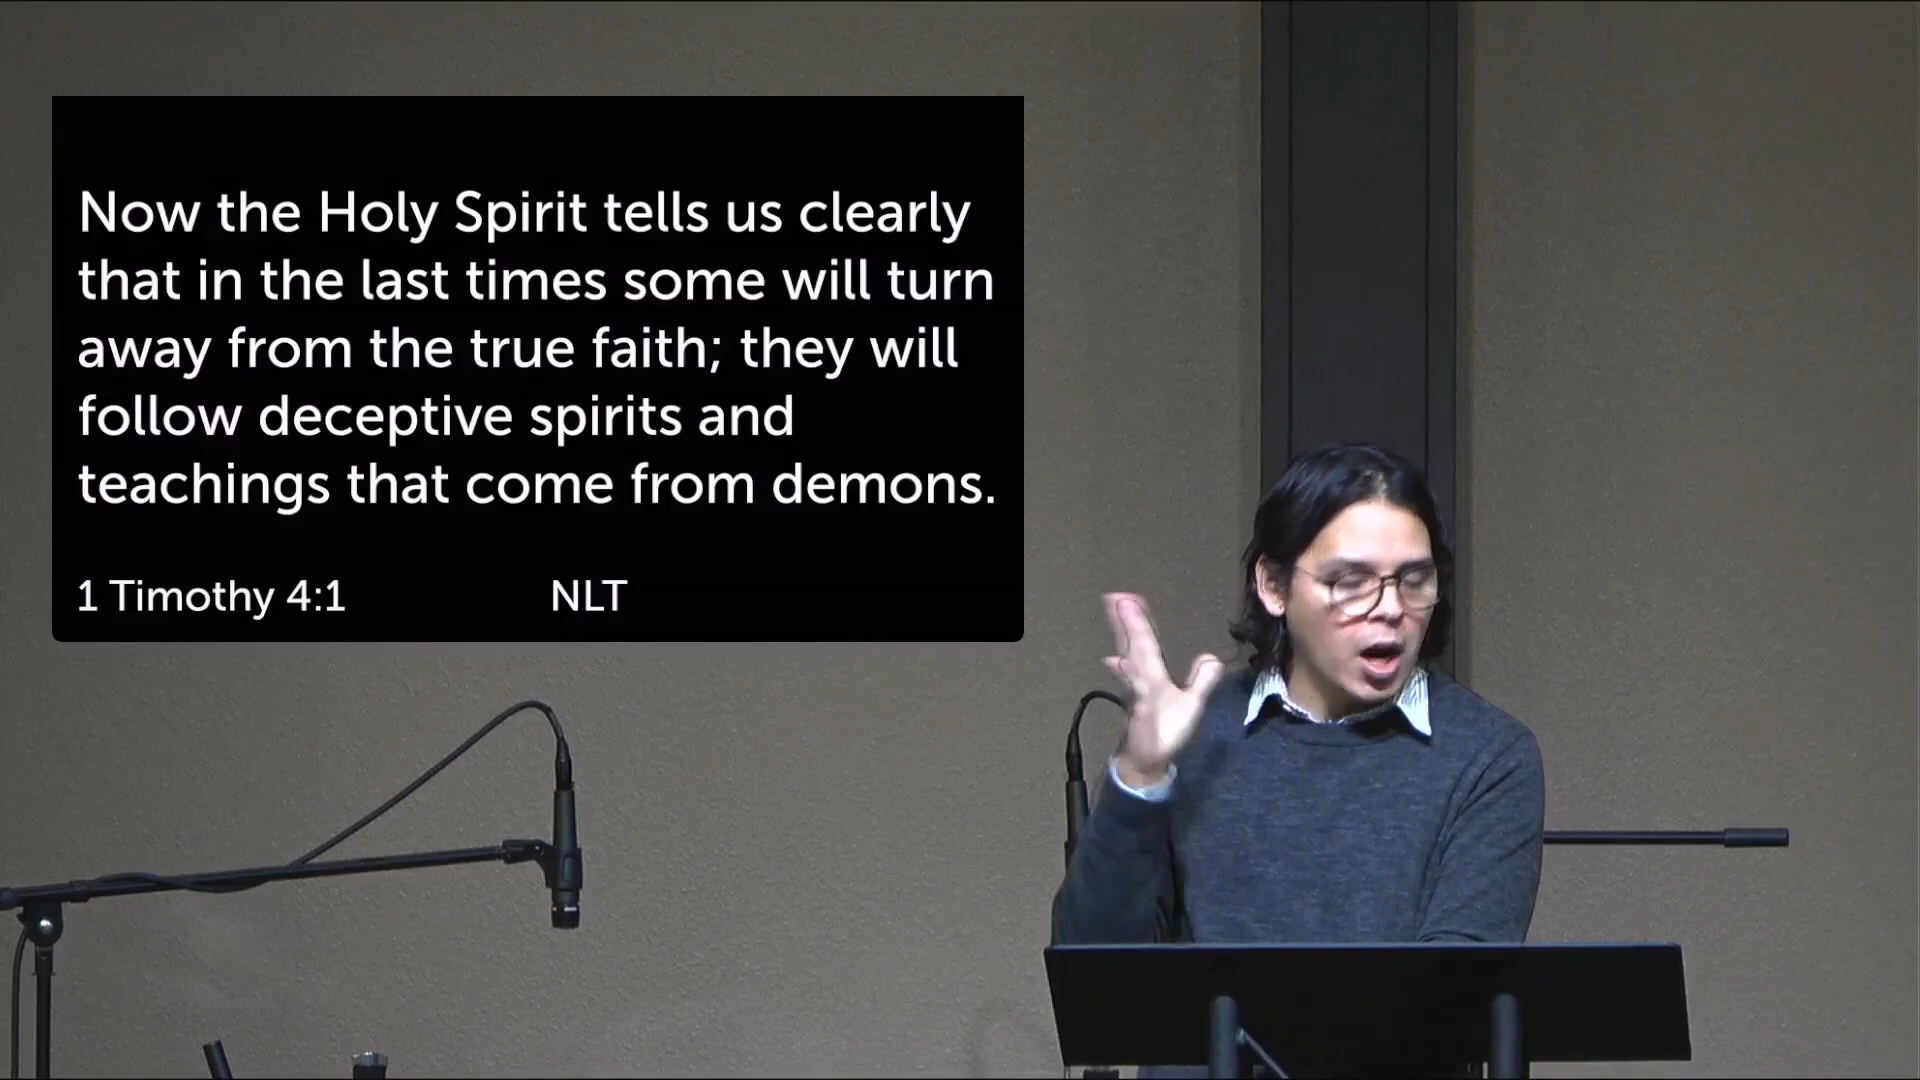 Now the Holy Spirit tells us clearly
that in the last times some will turn
away from the true faith; they will
follow deceptive spirits and
teachings that come from demons.
1 Timothy 4:1 NLT